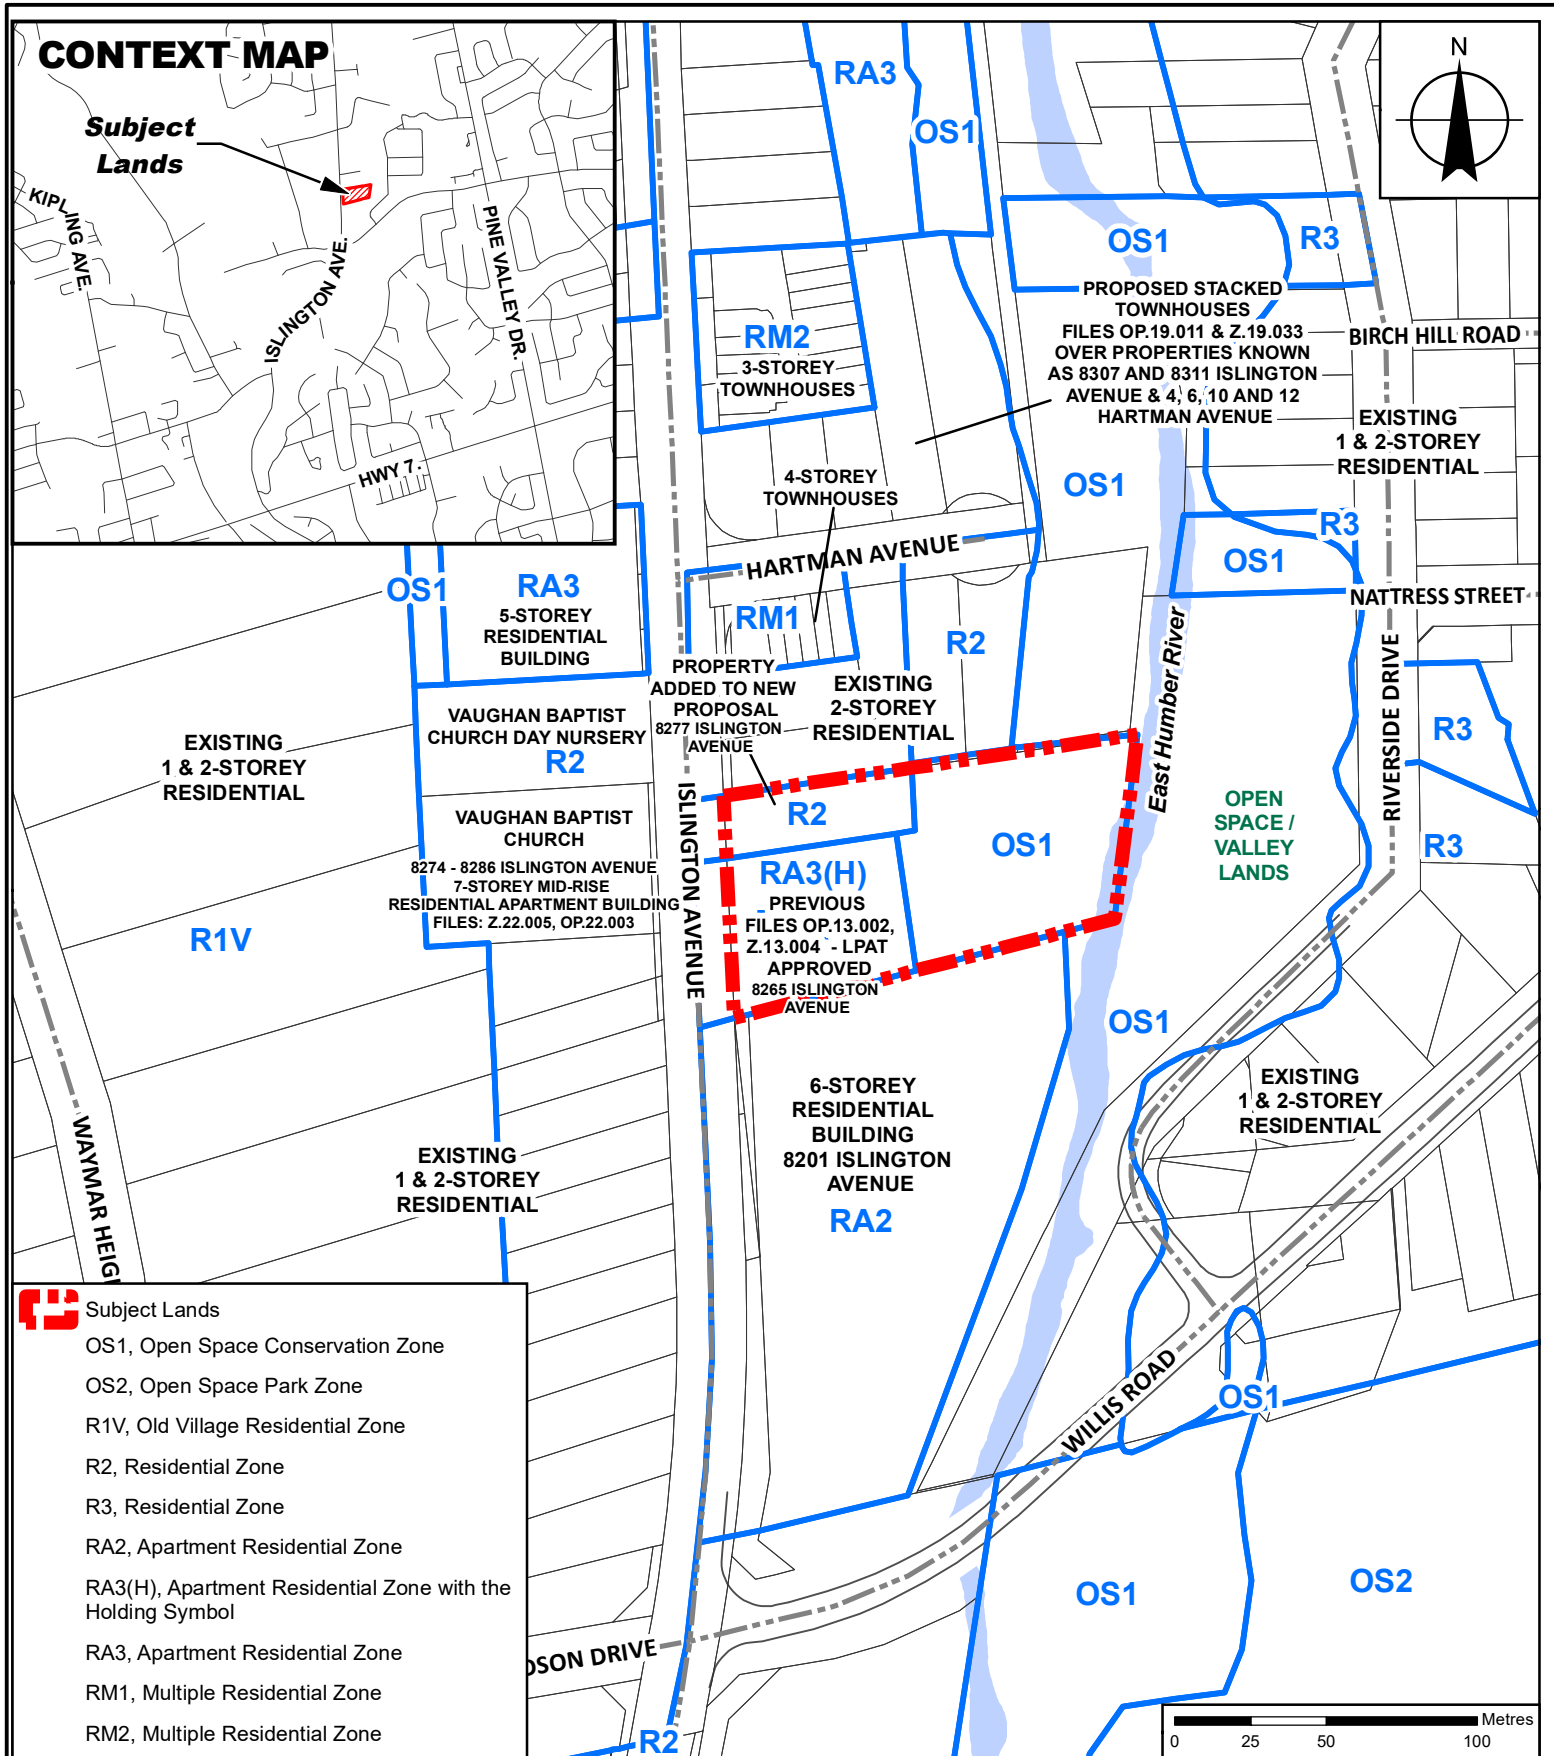 CONTEXT MAP
Subject
Lands
KIPLING AVE.
ISLINGTON AVE.
PINE VALLEY DR.
HWY 7.
N
RA3
OS1
OS1
R3
PROPOSED STACKED
TOWNHOUSES
FILES OP.19.011 & Z.19.033
OVER PROPERTIES KNOWN
AS 8307 AND 8311 ISLINGTON
AVENUE & 4, 6, 10 AND 12
HARTMAN AVENUE
BIRCH HILL ROAD
RM2
3-STOREY
TOWNHOUSES
EXISTING
1 & 2-STOREY
RESIDENTIAL
4-STOREY
TOWNHOUSES
OS1
R3
OS1
HARTMAN AVENUE
NATTRESS STREET
OS1
RA3
5-STOREY
RESIDENTIAL
BUILDING
RM1
R2
East Humber River
RIVERSIDE DRIVE
PROPERTY
ADDED TO NEW
PROPOSAL
8277 ISLINGTON
AVENUE
EXISTING
2-STOREY
RESIDENTIAL
VAUGHAN BAPTIST
CHURCH DAY NURSERY
R2
EXISTING
1 & 2-STOREY
RESIDENTIAL
R3
ISLINGTON AVENUE
R2
OPEN
SPACE /
VALLEY
LANDS
VAUGHAN BAPTIST
CHURCH
8274 - 8286 ISLINGTON AVENUE
7-STOREY MID-RISE
RESIDENTIAL APARTMENT BUILDING
FILES: Z.22.005, OP.22.003
OS1
R3
RA3(H)
PREVIOUS
FILES OP.13.002,
Z.13.004 - LPAT
APPROVED
8265 ISLINGTON
AVENUE
R1V
OS1
6-STOREY
RESIDENTIAL
BUILDING
8201 ISLINGTON
AVENUE
RA2
EXISTING
1 & 2-STOREY
RESIDENTIAL
EXISTING
1 & 2-STOREY
RESIDENTIAL
WAYMAR HEIG
WILLIS ROAD
OS1
OS1
OS2
DSON DRIVE
R2
Subject Lands
OS1, Open Space Conservation Zone
OS2, Open Space Park Zone
R1V, Old Village Residential Zone
R2, Residential Zone
R3, Residential Zone
RA2, Apartment Residential Zone
RA3(H), Apartment Residential Zone with the
Holding Symbol
RA3, Apartment Residential Zone
RM1, Multiple Residential Zone
RM2, Multiple Residential Zone
Metres
0 25 50 100